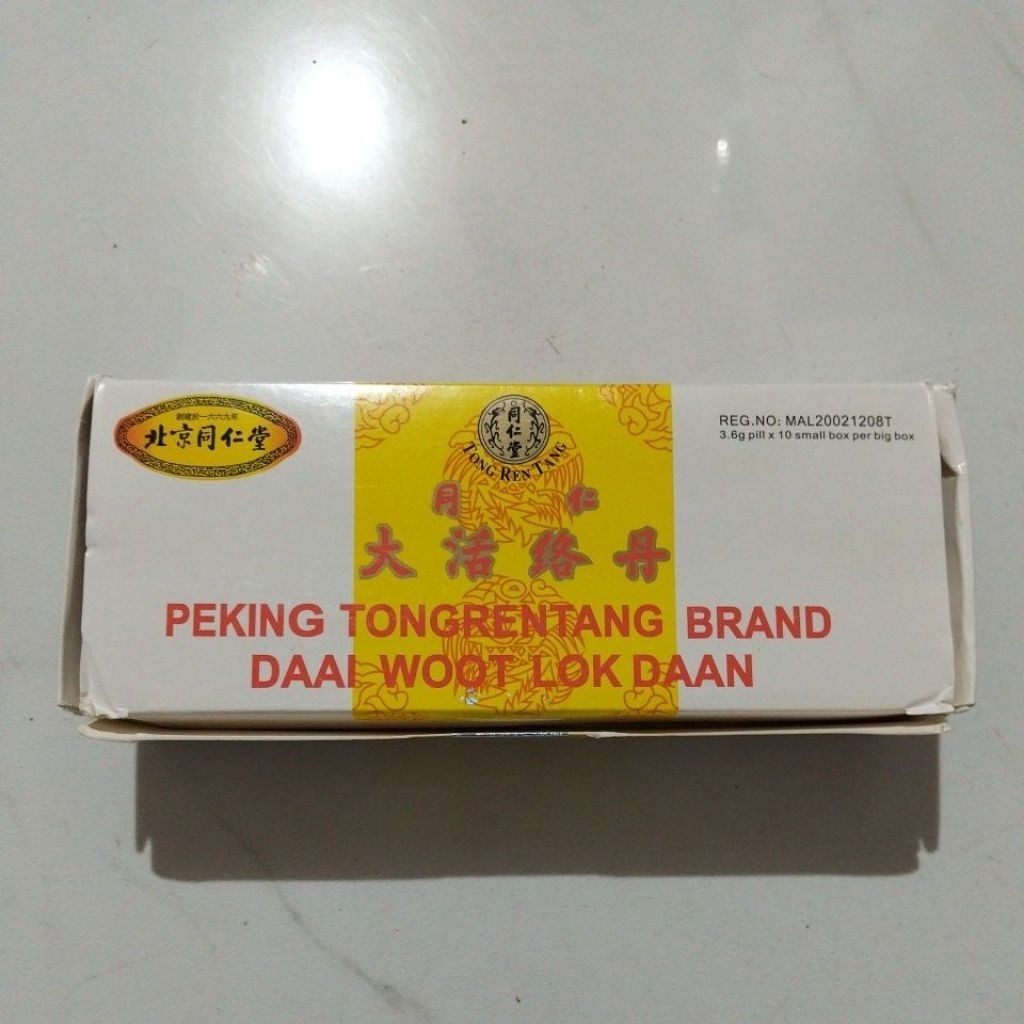 創建於一六六九年
北京同仁堂
同仁堂
TONG REN TANG
REG.NO: MAL20021208T
3.6g pill x 10 small box per big box
同仁
大活络丹
PEKING TONGRENTANG BRAND
DAAI WOOT LOK DAAN